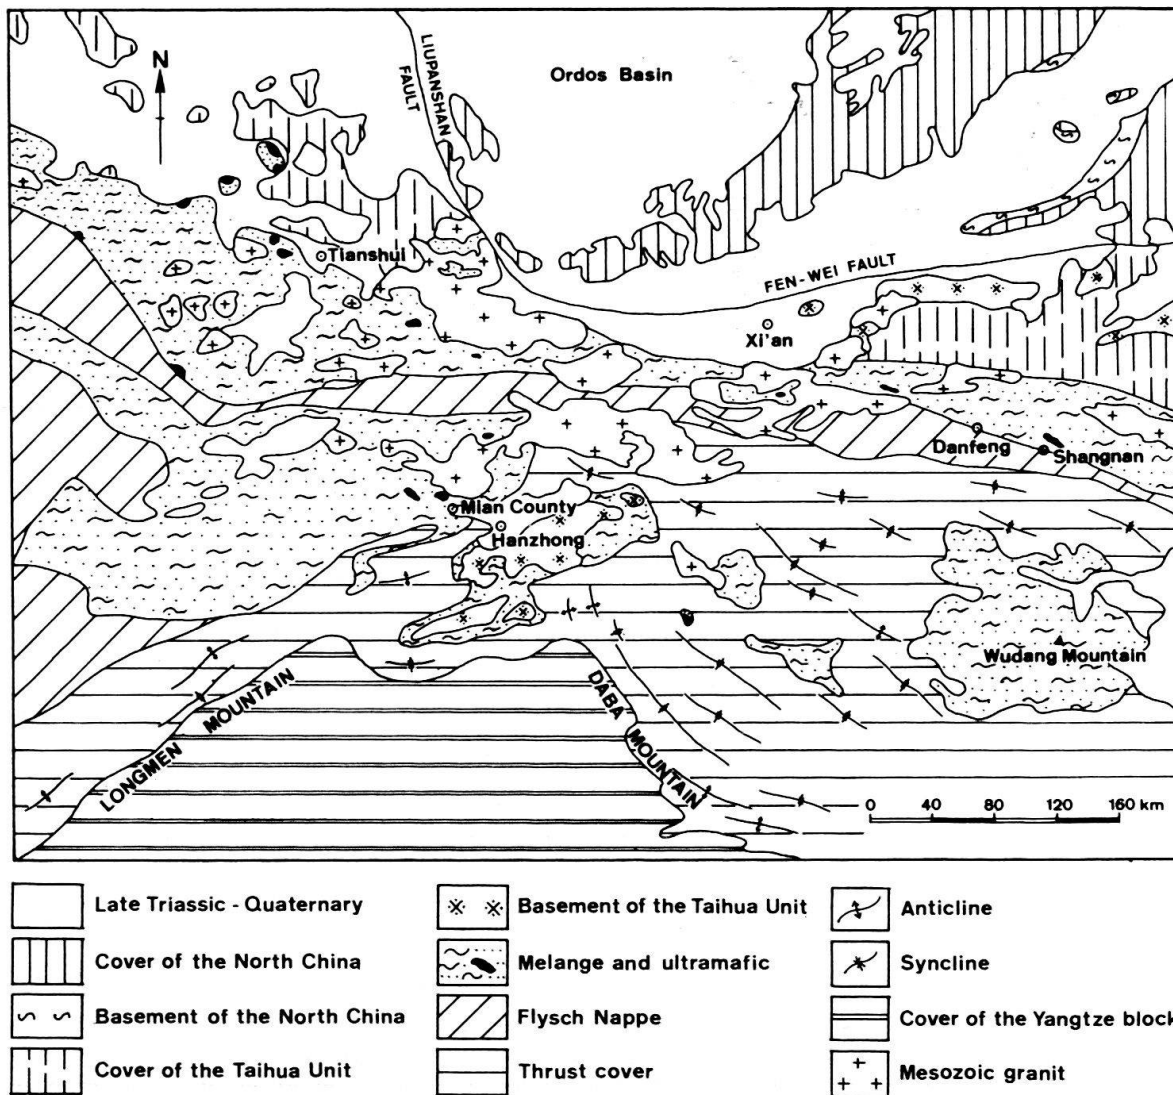 N
LIUPANSHAN
FAULT
Ordos Basin
Tianshui
FEN-WEI FAULT
Xi'an
Danfeng
Shangnan
Mian County
Hanzhong
Wudang Mountain
LONGMEN MOUNTAIN
DABA MOUNTAIN
0 40 80 120 160 km
Late Triassic - Quaternary
Cover of the North China
Basement of the North China
Cover of the Taihua Unit
Basement of the Taihua Unit
Melange and ultramafic
Flysch Nappe
Thrust cover
Anticline
Syncline
Cover of the Yangtze block
Mesozoic granit